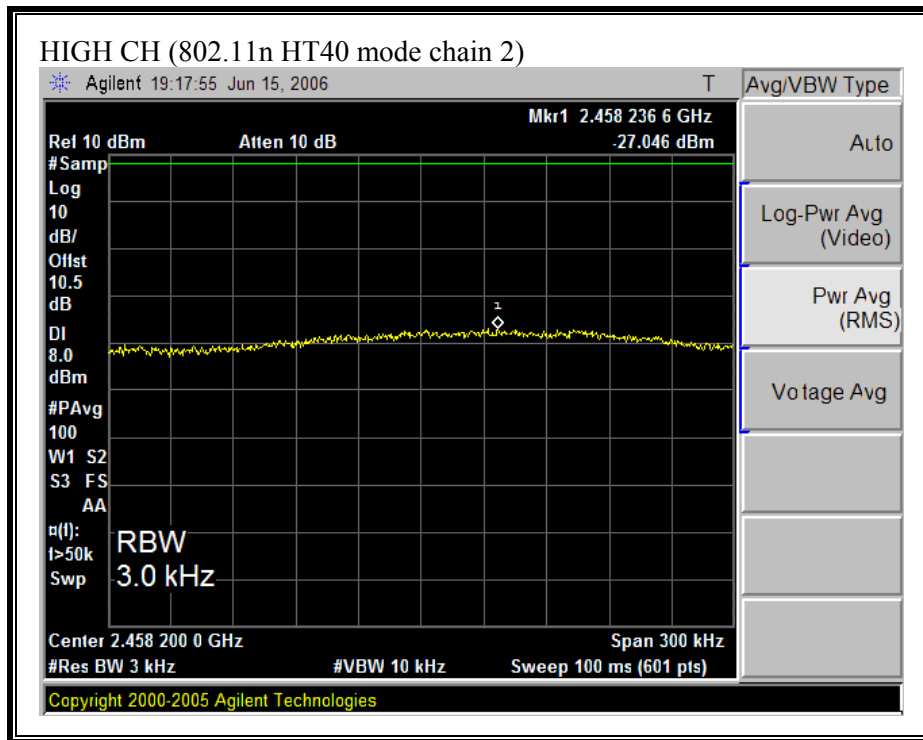 HIGH CH (802.11n HT40 mode chain 2)
Agilent 19:17:55 Jun 15, 2006 T
Avg/VBW Type
Mkr1 2.458 236 6 GHz
Ref 10 dBm Atten 10 dB -27.046 dBm
#Samp
Log
10
dB/
Offst
10.5
dB
DI
8.0
dBm
#PAvg
100
W1 S2
S3 FS
AA
¤(f):
f>50k
Swp
1
RBW
3.0 kHz
Center 2.458 200 0 GHz Span 300 kHz
#Res BW 3 kHz #VBW 10 kHz Sweep 100 ms (601 pts)
Copyright 2000-2005 Agilent Technologies
Auto
Log-Pwr Avg
(Video)
Pwr Avg
(RMS)
Vo tage Avg